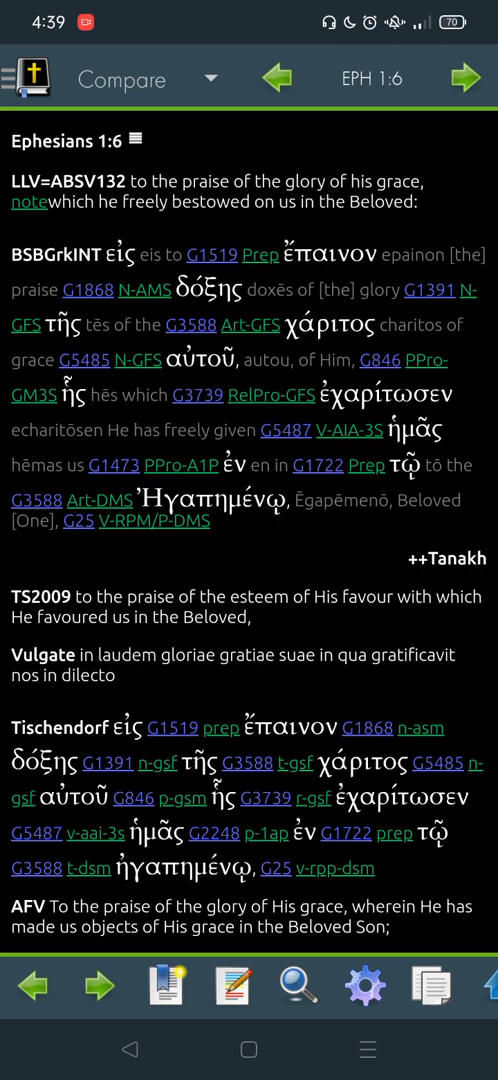 4:39
70
Compare
EPH 1:6
Ephesians 1:6
LLV=ABSV132 to the praise of the glory of his grace,
notewhich he freely bestowed on us in the Beloved:
BSBGrkINT εἰς eis to G1519 Prep ἔπαινον epainon [the]
praise G1868 N-AMS δόξης doxēs of [the] glory G1391 N-
GFS τῆς tēs of the G3588 Art-GFS χάριτος charitos of
grace G5485 N-GFS αὐτοῦ, autou, of Him, G846 PPro-
GM3S ἧς hēs which G3739 RelPro-GFS ἐχαρίτωσεν
echaritōsen He has freely given G5487 V-AIA-3S ἡμᾶς
hēmas us G1473 PPro-A1P ἐν en in G1722 Prep τῷ tō the
G3588 Art-DMS Ἠγαπημένῳ, Ēgapēmenō, Beloved
[One], G25 V-RPM/P-DMS
++Tanakh
TS2009 to the praise of the esteem of His favour with which
He favoured us in the Beloved,
Vulgate in laudem gloriae gratiae suae in qua gratificavit
nos in dilecto
Tischendorf εἰς G1519 prep ἔπαινον G1868 n-asm
δόξης G1391 n-gsf τῆς G3588 t-gsf χάριτος G5485 n-
gsf αὐτοῦ G846 p-gsm ἧς G3739 r-gsf ἐχαρίτωσεν
G5487 v-aai-3s ἡμᾶς G2248 p-1ap ἐν G1722 prep τῷ
G3588 t-dsm ἠγαπημένῳ, G25 v-rpp-dsm
AFV To the praise of the glory of His grace, wherein He has
made us objects of His grace in the Beloved Son;